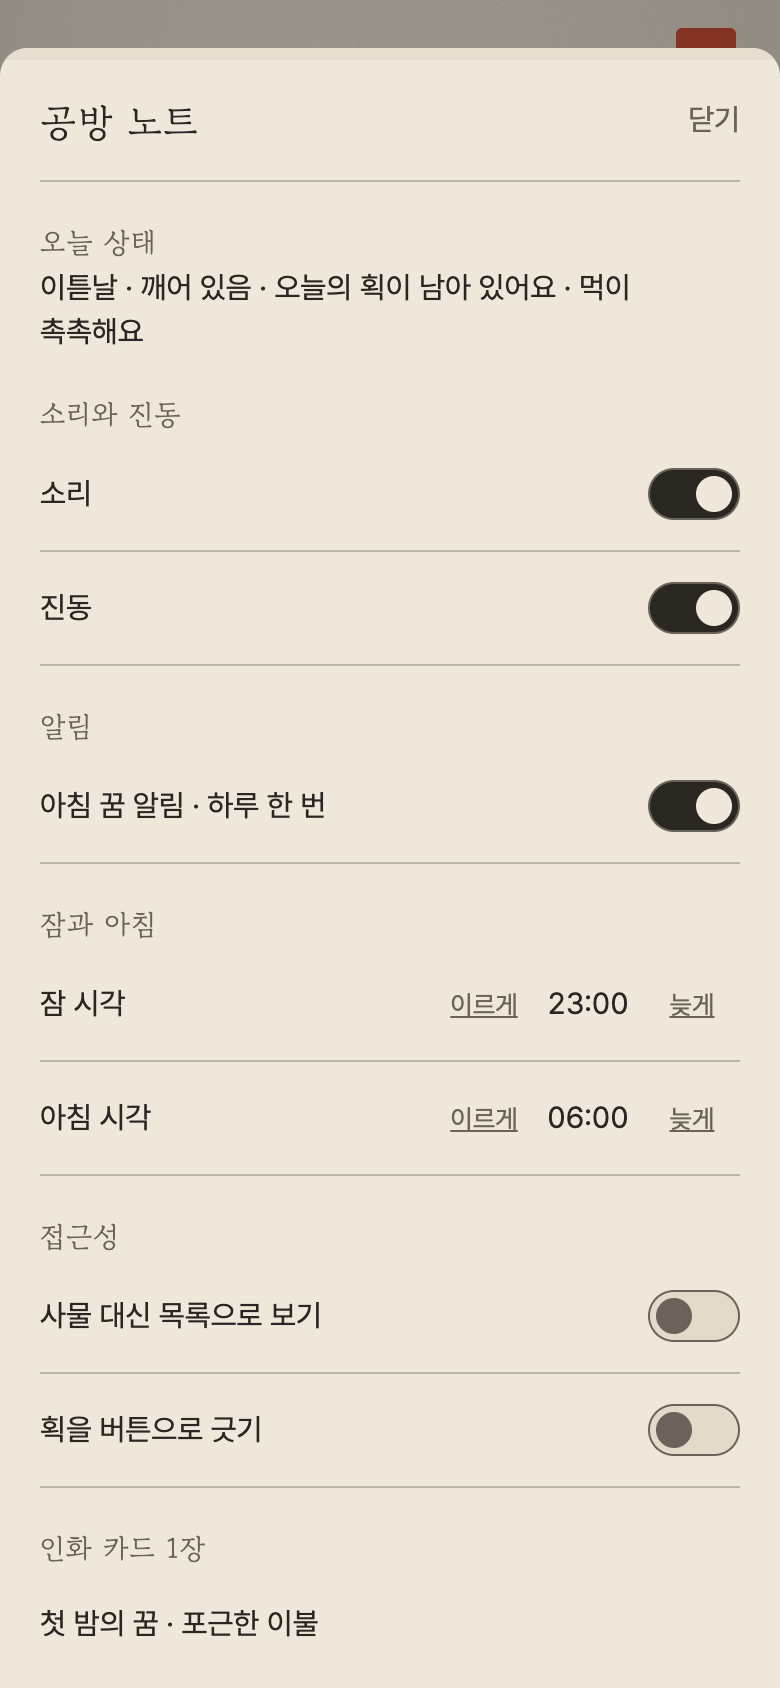 공방 노트
닫기
오늘 상태
이튿날 · 깨어 있음 · 오늘의 획이 남아 있어요 · 먹이
촉촉해요
소리와 진동
소리
진동
알림
아침 꿈 알림 · 하루 한 번
잠과 아침
잠 시각 이르게 23:00 늦게
아침 시각 이르게 06:00 늦게
접근성
사물 대신 목록으로 보기
획을 버튼으로 긋기
인화 카드 1장
첫 밤의 꿈 · 포근한 이불